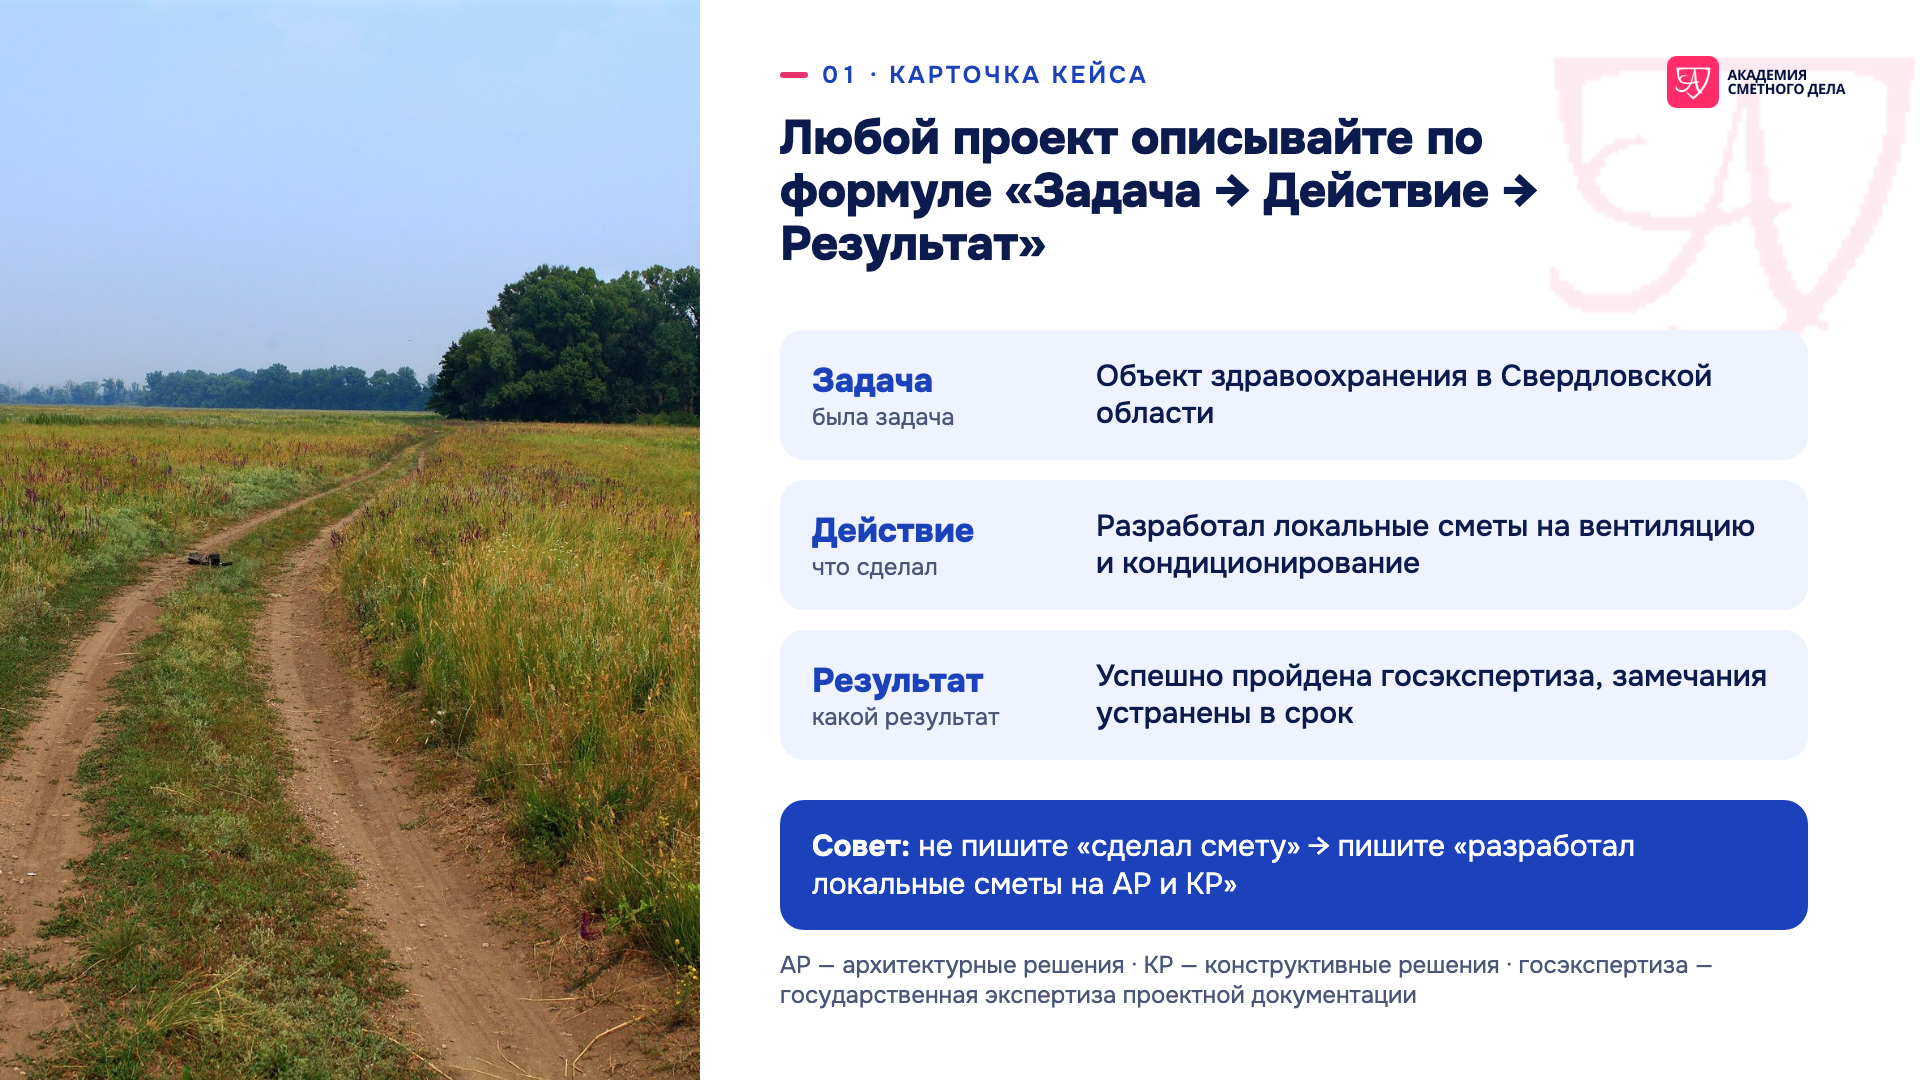 01 · КАРТОЧКА КЕЙСА
АКАДЕМИЯ
СМЕТНОГО ДЕЛА
Любой проект описывайте по
формуле «Задача → Действие →
Результат»
Задача
была задача
Объект здравоохранения в Свердловской
области
Действие
что сделал
Разработал локальные сметы на вентиляцию
и кондиционирование
Результат
какой результат
Успешно пройдена госэкспертиза, замечания
устранены в срок
Совет: не пишите «сделал смету» → пишите «разработал
локальные сметы на АР и КР»
АР — архитектурные решения · КР — конструктивные решения · госэкспертиза —
государственная экспертиза проектной документации